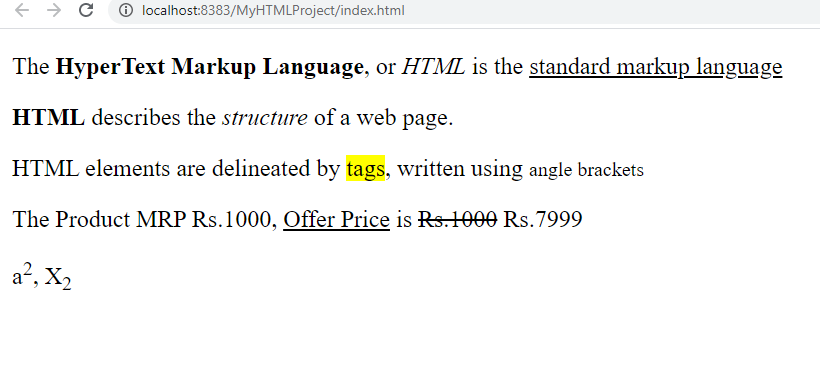 localhost:8383/MyHTMLProject/index.html
The HyperText Markup Language, or HTML is the standard markup language
HTML describes the structure of a web page.
HTML elements are delineated by tags, written using angle brackets
The Product MRP Rs.1000, Offer Price is Rs.1000 Rs.7999
a², X₂